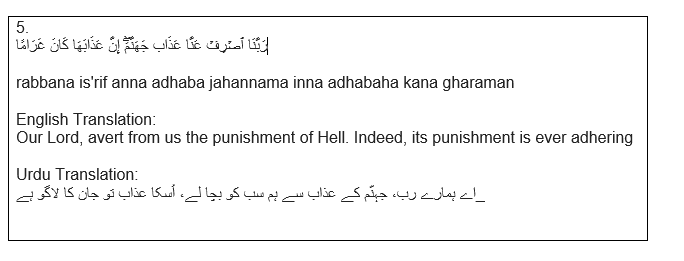 5.
رَبَّنَا ٱصْرِفْ عَنَّا عَذَاب جَهَنَّمَۖ إِنَّ عَذَابَهَا كَانَ غَرَامًا
rabbana is'rif anna adhaba jahannama inna adhabaha kana gharaman
English Translation:
Our Lord, avert from us the punishment of Hell. Indeed, its punishment is ever adhering
Urdu Translation:
_اے ہمارے رب، جہنّم کے عذاب سے ہم سب کو بچا لے، اُسکا عذاب تو جان کا لاگو ہے